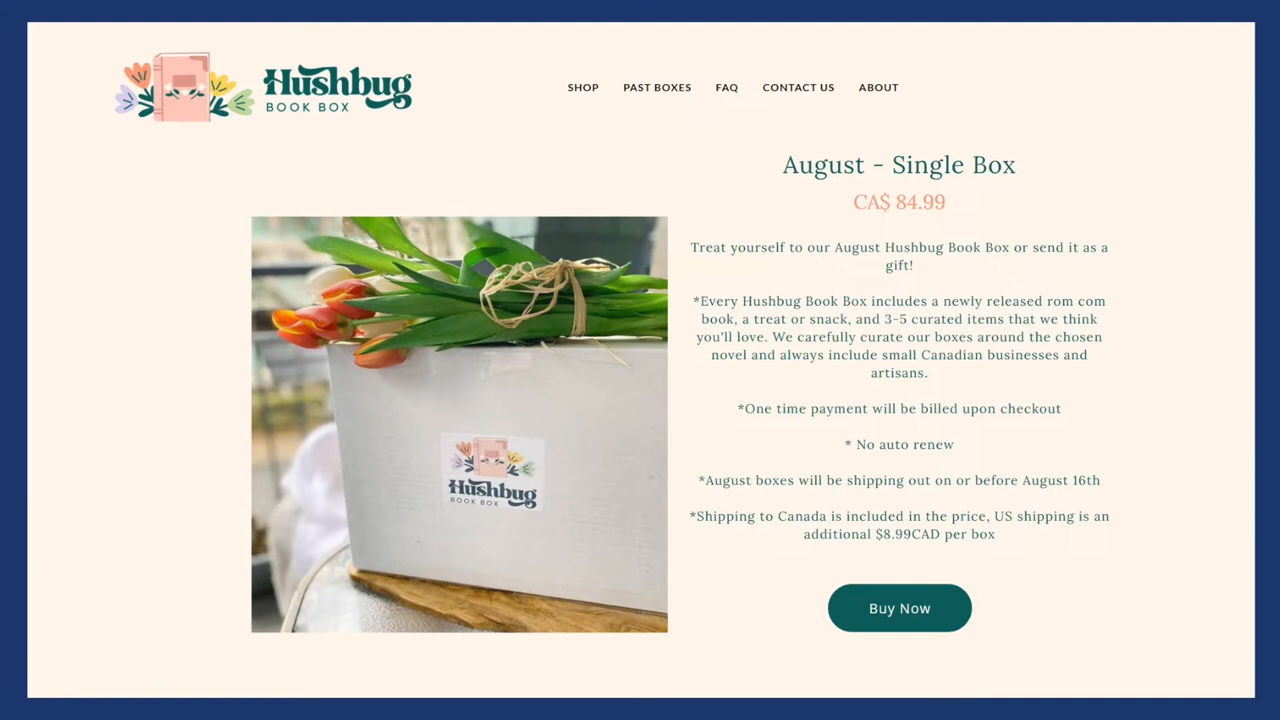 Hushbug
BOOK BOX
SHOP
PAST BOXES
FAQ
CONTACT US
ABOUT
August - Single Box
CA$ 84.99
Treat yourself to our August Hushbug Book Box or send it as a
gift!
*Every Hushbug Book Box includes a newly released rom com
book, a treat or snack, and 3-5 curated items that we think
you'll love. We carefully curate our boxes around the chosen
novel and always include small Canadian businesses and
artisans.
*One time payment will be billed upon checkout
* No auto renew
*August boxes will be shipping out on or before August 16th
*Shipping to Canada is included in the price, US shipping is an
additional $8.99CAD per box
Buy Now
Hushbug
BOOK BOX